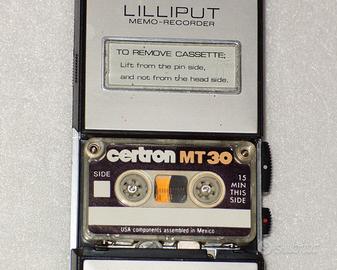 LILLIPUT
MEMO-RECORDER
TO REMOVE CASSETTE;
Lift from the pin side,
and not from the head side.
certron MT30
SIDE
15
MIN
THIS
SIDE
USA components assembled in Mexico